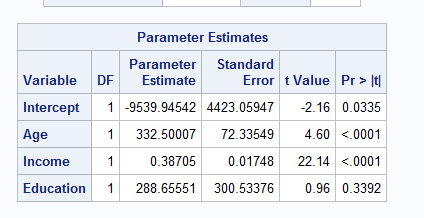 Parameter Estimates
Variable DF Parameter Estimate Standard Error t Value Pr > |t|
Intercept 1 -9539.94542 4423.05947 -2.16 0.0335
Age 1 332.50007 72.33549 4.60 <.0001
Income 1 0.38705 0.01748 22.14 <.0001
Education 1 288.65551 300.53376 0.96 0.3392